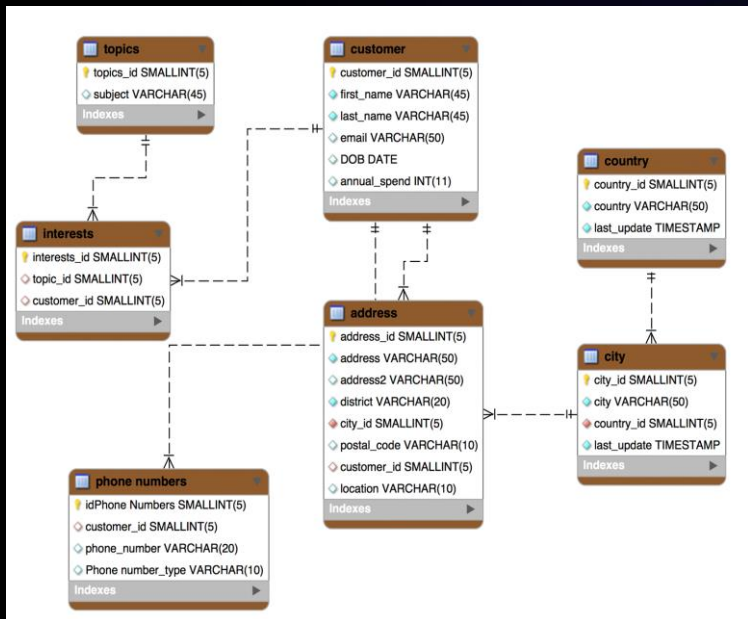 topics
topics_id SMALLINT(5)
subject VARCHAR(45)
Indexes
customer
customer_id SMALLINT(5)
first_name VARCHAR(45)
last_name VARCHAR(45)
email VARCHAR(50)
DOB DATE
annual_spend INT(11)
Indexes
country
country_id SMALLINT(5)
country VARCHAR(50)
last_update TIMESTAMP
Indexes
interests
interests_id SMALLINT(5)
topic_id SMALLINT(5)
customer_id SMALLINT(5)
Indexes
address
address_id SMALLINT(5)
address VARCHAR(50)
address2 VARCHAR(50)
district VARCHAR(20)
city_id SMALLINT(5)
postal_code VARCHAR(10)
customer_id SMALLINT(5)
location VARCHAR(10)
Indexes
city
city_id SMALLINT(5)
city VARCHAR(50)
country_id SMALLINT(5)
last_update TIMESTAMP
Indexes
phone numbers
idPhone Numbers SMALLINT(5)
customer_id SMALLINT(5)
phone_number VARCHAR(20)
Phone number_type VARCHAR(10)
Indexes